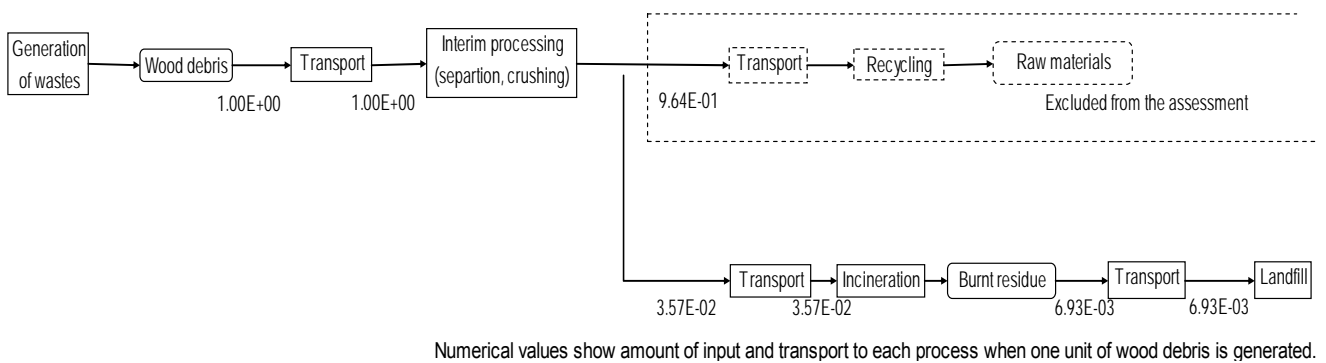 Generation
of wastes
Wood debris
1.00E+00
Transport
1.00E+00
Interim processing
(separtion, crushing)
9.64E-01
Transport
Recycling
Raw materials
Excluded from the assessment
3.57E-02
Transport
3.57E-02
Incineration
Burnt residue
6.93E-03
Transport
6.93E-03
Landfill
Numerical values show amount of input and transport to each process when one unit of wood debris is generated.